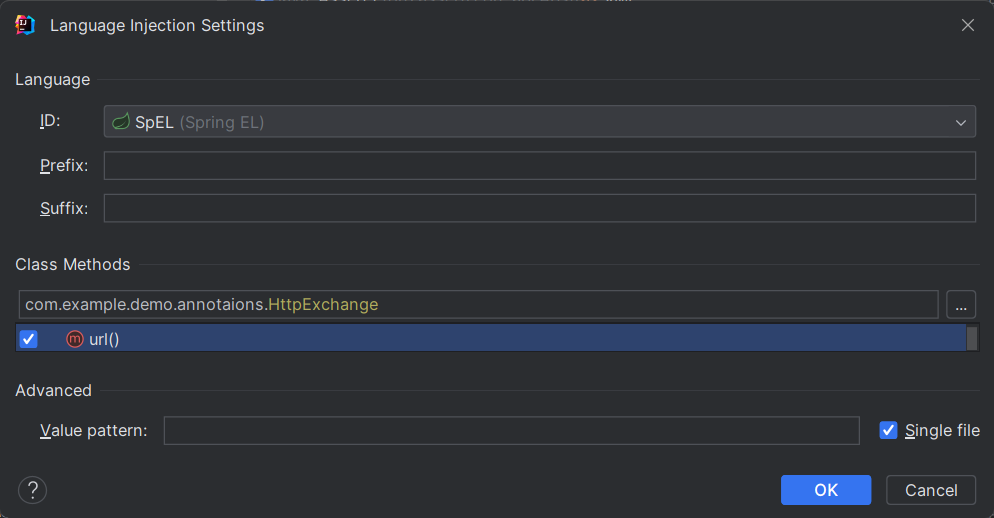 Language Injection Settings
Language
ID: SpEL (Spring EL)
Prefix:
Suffix:
Class Methods
com.example.demo.annotaions.HttpExchange ...
m url()
Advanced
Value pattern: Single file
? OK Cancel